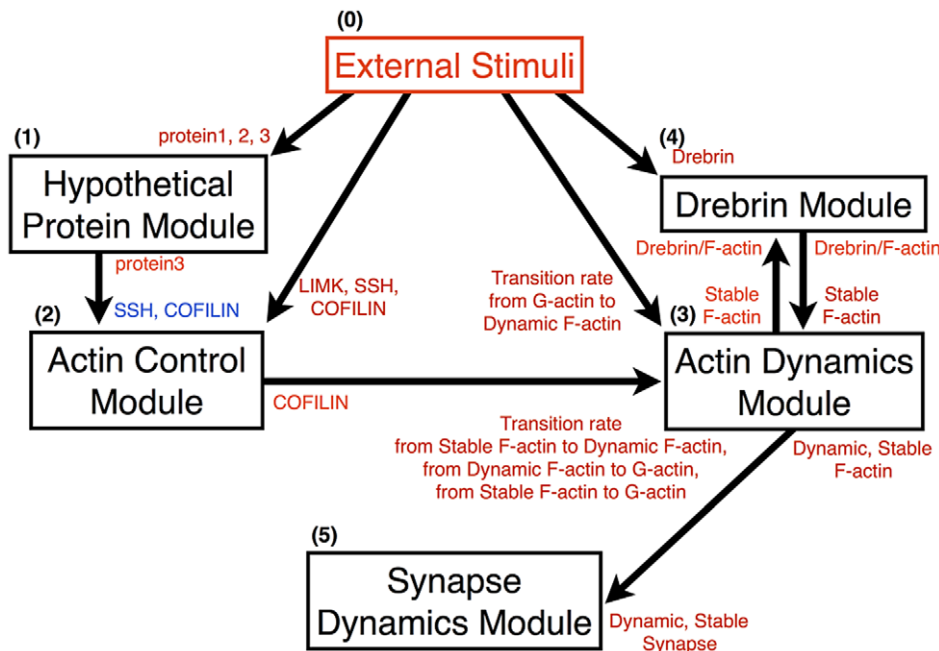 (0)
External Stimuli
(1)
protein1, 2, 3
Hypothetical
Protein Module
(4)
Drebrin
Drebrin Module
protein3
SSH, COFILIN
LIMK, SSH,
COFILIN
Transition rate
from G-actin to
Dynamic F-actin
Drebrin/F-actin
Drebrin/F-actin
Stable
F-actin
Stable
F-actin
(2)
Actin Control
Module
(3)
Actin Dynamics
Module
COFILIN
Transition rate
from Stable F-actin to Dynamic F-actin,
from Dynamic F-actin to G-actin,
from Stable F-actin to G-actin
Dynamic, Stable
F-actin
(5)
Synapse
Dynamics Module
Dynamic, Stable
Synapse